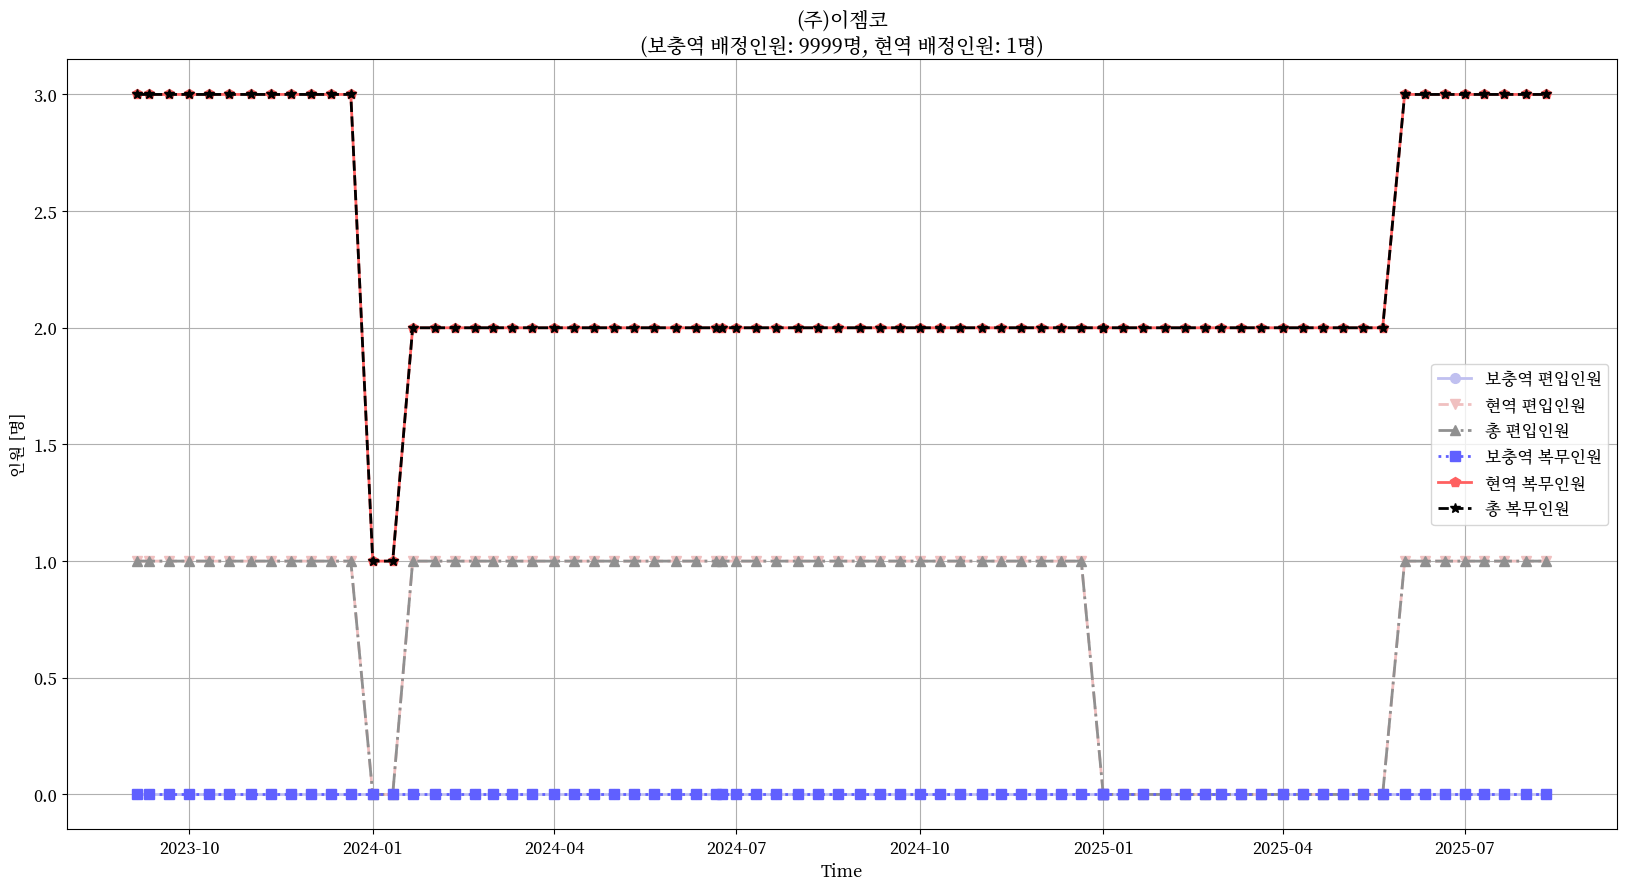 (주)이젬코
(보충역 배정인원: 9999명, 현역 배정인원: 1명)
인원 [명]
3.0
2.5
2.0
1.5
1.0
0.5
0.0
보충역 편입인원
현역 편입인원
총 편입인원
보충역 복무인원
현역 복무인원
총 복무인원
2023-10 2024-01 2024-04 2024-07 2024-10 2025-01 2025-04 2025-07
Time